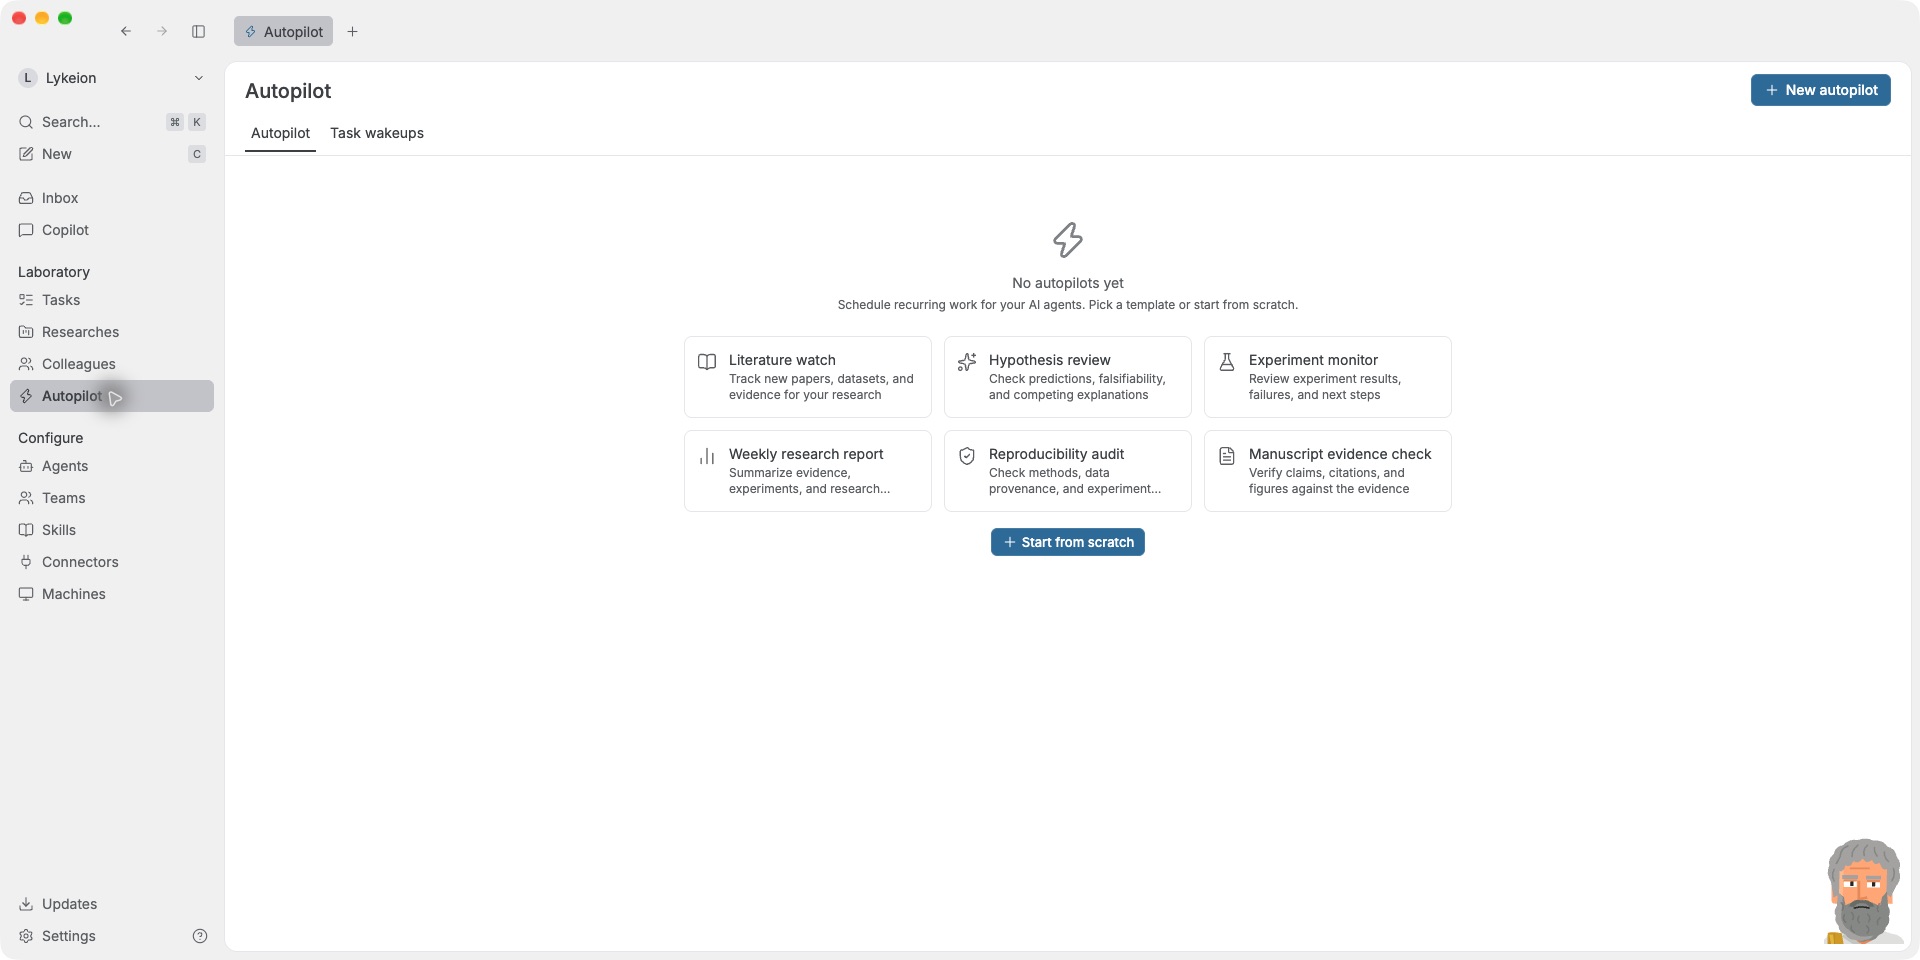 Autopilot
L Lykeion
Search... ⌘ K
New C
Inbox
Copilot
Laboratory
Tasks
Researches
Colleagues
Autopilot
Configure
Agents
Teams
Skills
Connectors
Machines
Updates
Settings
Autopilot
New autopilot
Autopilot Task wakeups
No autopilots yet
Schedule recurring work for your AI agents. Pick a template or start from scratch.
Literature watch
Track new papers, datasets, and
evidence for your research
Hypothesis review
Check predictions, falsifiability,
and competing explanations
Experiment monitor
Review experiment results,
failures, and next steps
Weekly research report
Summarize evidence,
experiments, and research...
Reproducibility audit
Check methods, data
provenance, and experiment...
Manuscript evidence check
Verify claims, citations, and
figures against the evidence
Start from scratch